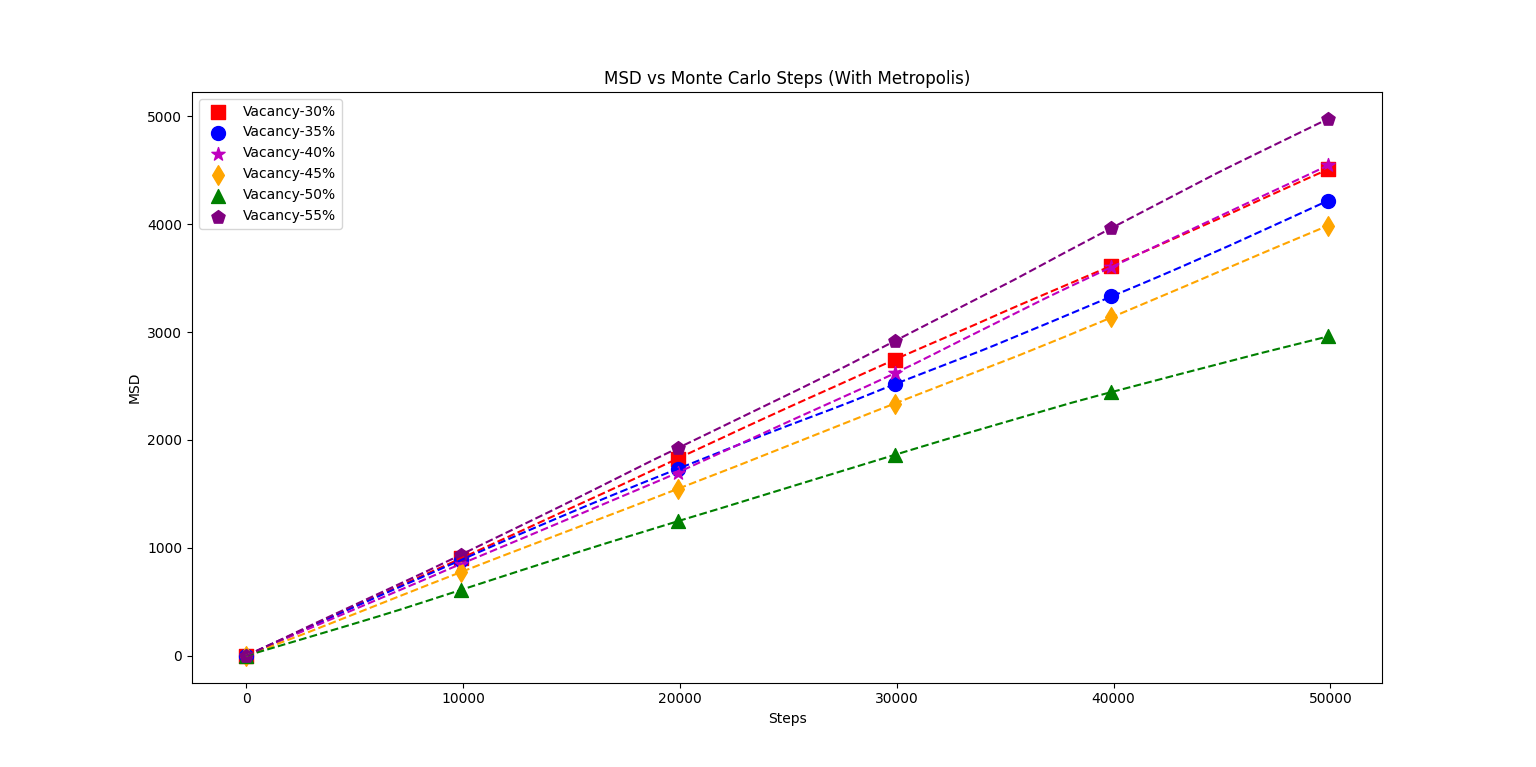 MSD vs Monte Carlo Steps (With Metropolis)
Vacancy-30%
Vacancy-35%
Vacancy-40%
Vacancy-45%
Vacancy-50%
Vacancy-55%
5000
4000
3000
2000
1000
0
MSD
0 10000 20000 30000 40000 50000
Steps